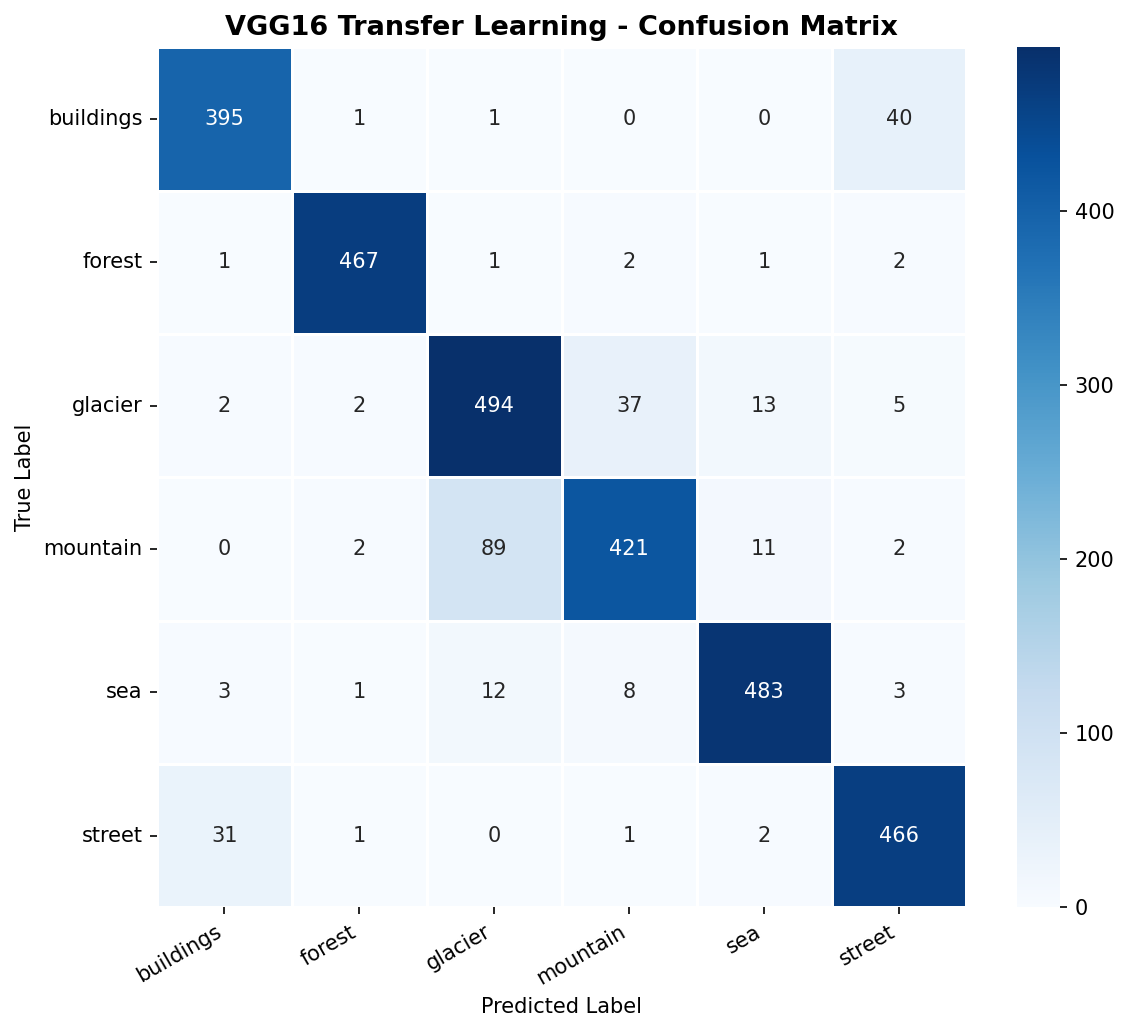 VGG16 Transfer Learning - Confusion Matrix
True Label
buildings 395 1 1 0 0 40
forest 1 467 1 2 1 2
glacier 2 2 494 37 13 5
mountain 0 2 89 421 11 2
sea 3 1 12 8 483 3
street 31 1 0 1 2 466
buildings forest glacier mountain sea street
Predicted Label
400
300
200
100
0